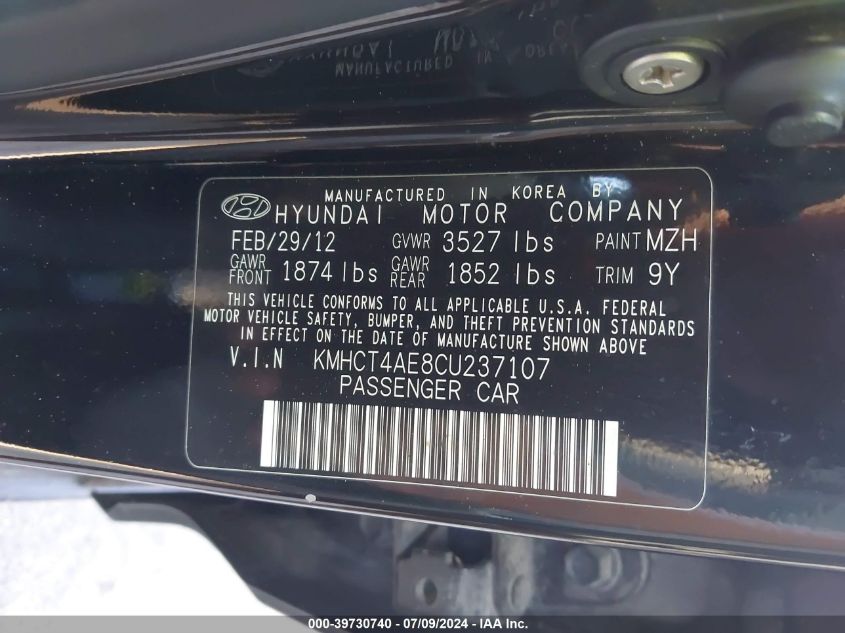 MANUFACTURED IN KOREA BY
HYUNDAI MOTOR COMPANY
FEB/29/12 GVWR 3527 lbs PAINT MZH
GAWR FRONT 1874 lbs GAWR REAR 1852 lbs TRIM 9Y
THIS VEHICLE CONFORMS TO ALL APPLICABLE U.S.A. FEDERAL
MOTOR VEHICLE SAFETY, BUMPER, AND THEFT PREVENTION STANDARDS
IN EFFECT ON THE DATE OF MANUFACTURE SHOWN ABOVE
V.I.N KMHCT4AE8CU237107
PASSENGER CAR
000-39730740 - 07/09/2024 - IAA Inc.